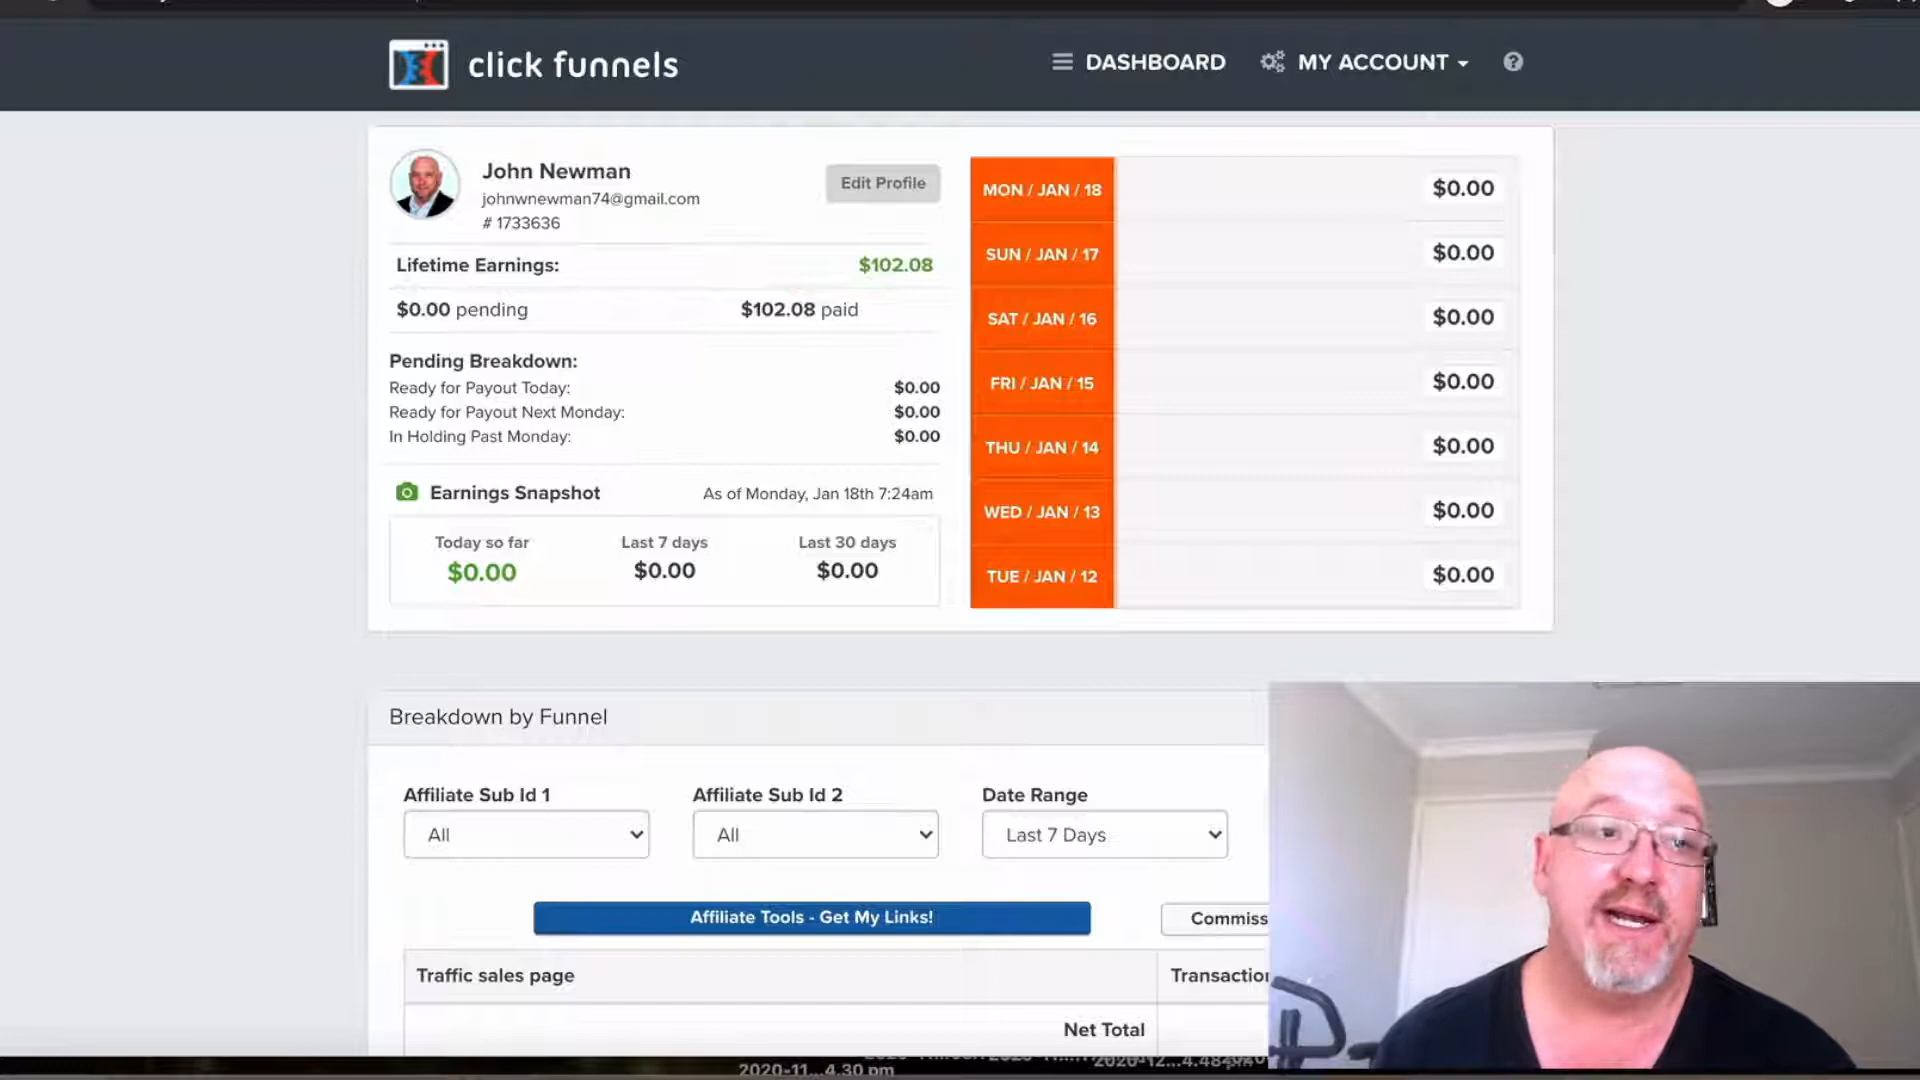 click funnels
DASHBOARD
MY ACCOUNT
John Newman
johnwnewman74@gmail.com
# 1733636
Edit Profile
Lifetime Earnings: $102.08
$0.00 pending $102.08 paid
Pending Breakdown:
Ready for Payout Today: $0.00
Ready for Payout Next Monday: $0.00
In Holding Past Monday: $0.00
Earnings Snapshot As of Monday, Jan 18th 7:24am
Today so far Last 7 days Last 30 days
$0.00 $0.00 $0.00
MON / JAN / 18 $0.00
SUN / JAN / 17 $0.00
SAT / JAN / 16 $0.00
FRI / JAN / 15 $0.00
THU / JAN / 14 $0.00
WED / JAN / 13 $0.00
TUE / JAN / 12 $0.00
Breakdown by Funnel
Affiliate Sub Id 1 Affiliate Sub Id 2 Date Range
All All Last 7 Days
Affiliate Tools - Get My Links! Commiss
Traffic sales page Transactio
Net Total
2020-11...4.30 pm